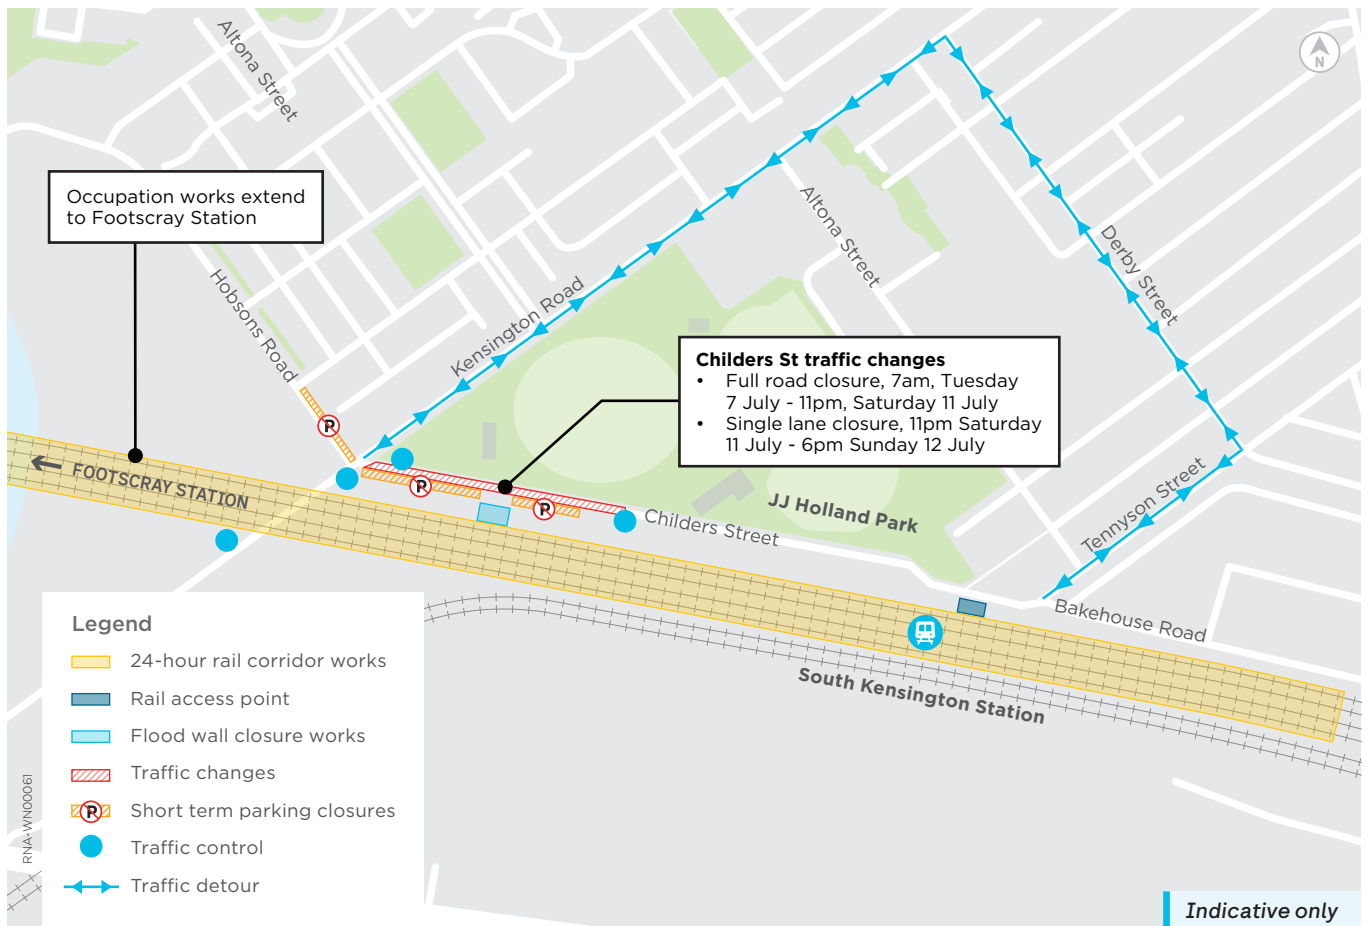 Altona Street
N
Occupation works extend
to Footscray Station
Altona Street
Derby Street
Hobsons Road
Kensington Road
Childers St traffic changes
• Full road closure, 7am, Tuesday
7 July - 11pm, Saturday 11 July
• Single lane closure, 11pm Saturday
11 July - 6pm Sunday 12 July
P
FOOTSCRAY STATION
P
P
JJ Holland Park
Childers Street
Tennyson Street
Bakehouse Road
South Kensington Station
Legend
24-hour rail corridor works
Rail access point
Flood wall closure works
Traffic changes
P
Short term parking closures
Traffic control
Traffic detour
RNA-WN00061
Indicative only